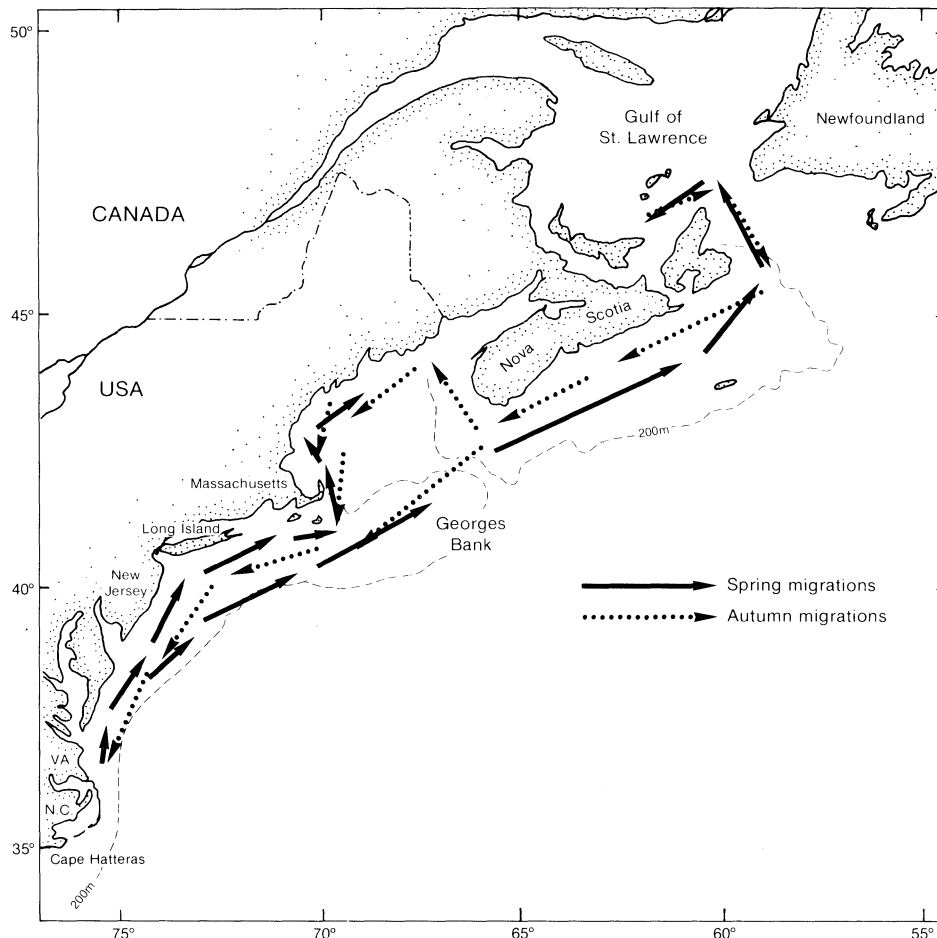 50°
Gulf of
St. Lawrence
Newfoundland
CANADA
45°
Scotia
Nova
USA
200m
Massachusetts
Long Island
Georges
Bank
New
Jersey
40°
Spring migrations
Autumn migrations
VA
N.C.
35°
Cape Hatteras
200m
75°
70°
65°
60°
55°